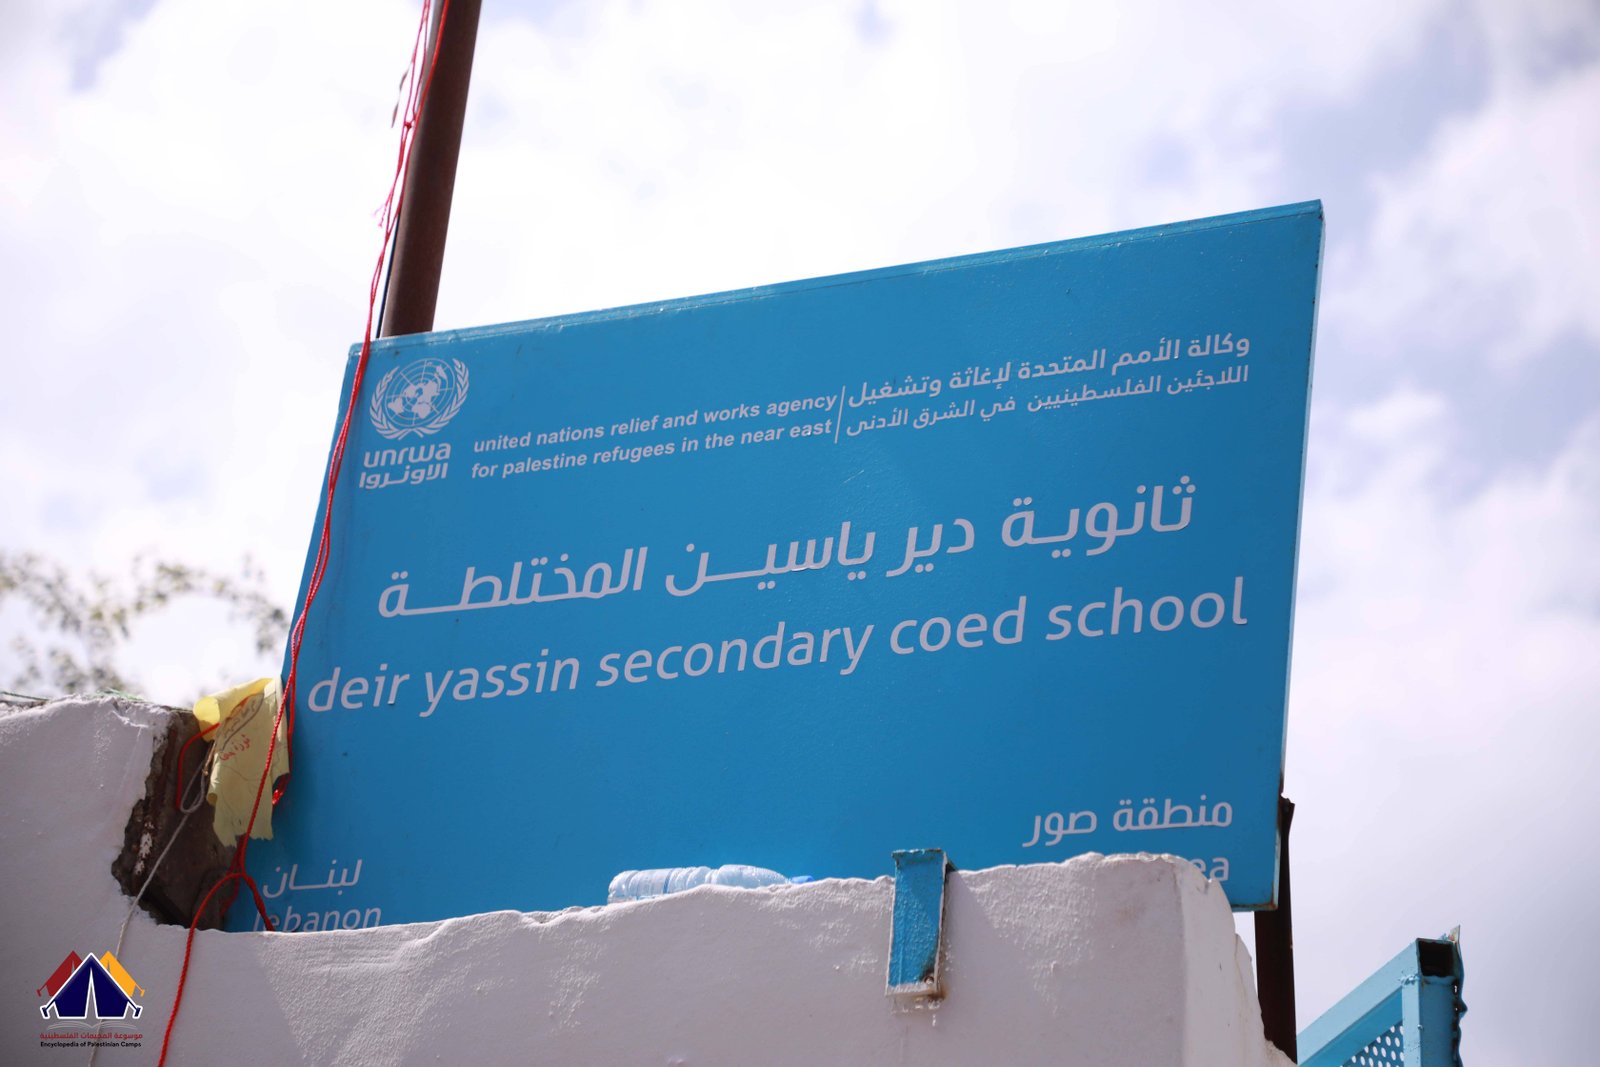 وكالة الأمم المتحدة لإغاثة وتشغيل
اللاجئين الفلسطينيين في الشرق الأدنى
united nations relief and works agency
for palestine refugees in the near east
unrwa
الاونروا
ثانوية دير ياسين المختلطة
deir yassin secondary coed school
منطقة صور
لبنان
lebanon
موسوعة المخيمات الفلسطينية
Encyclopedia of Palestinian Camps